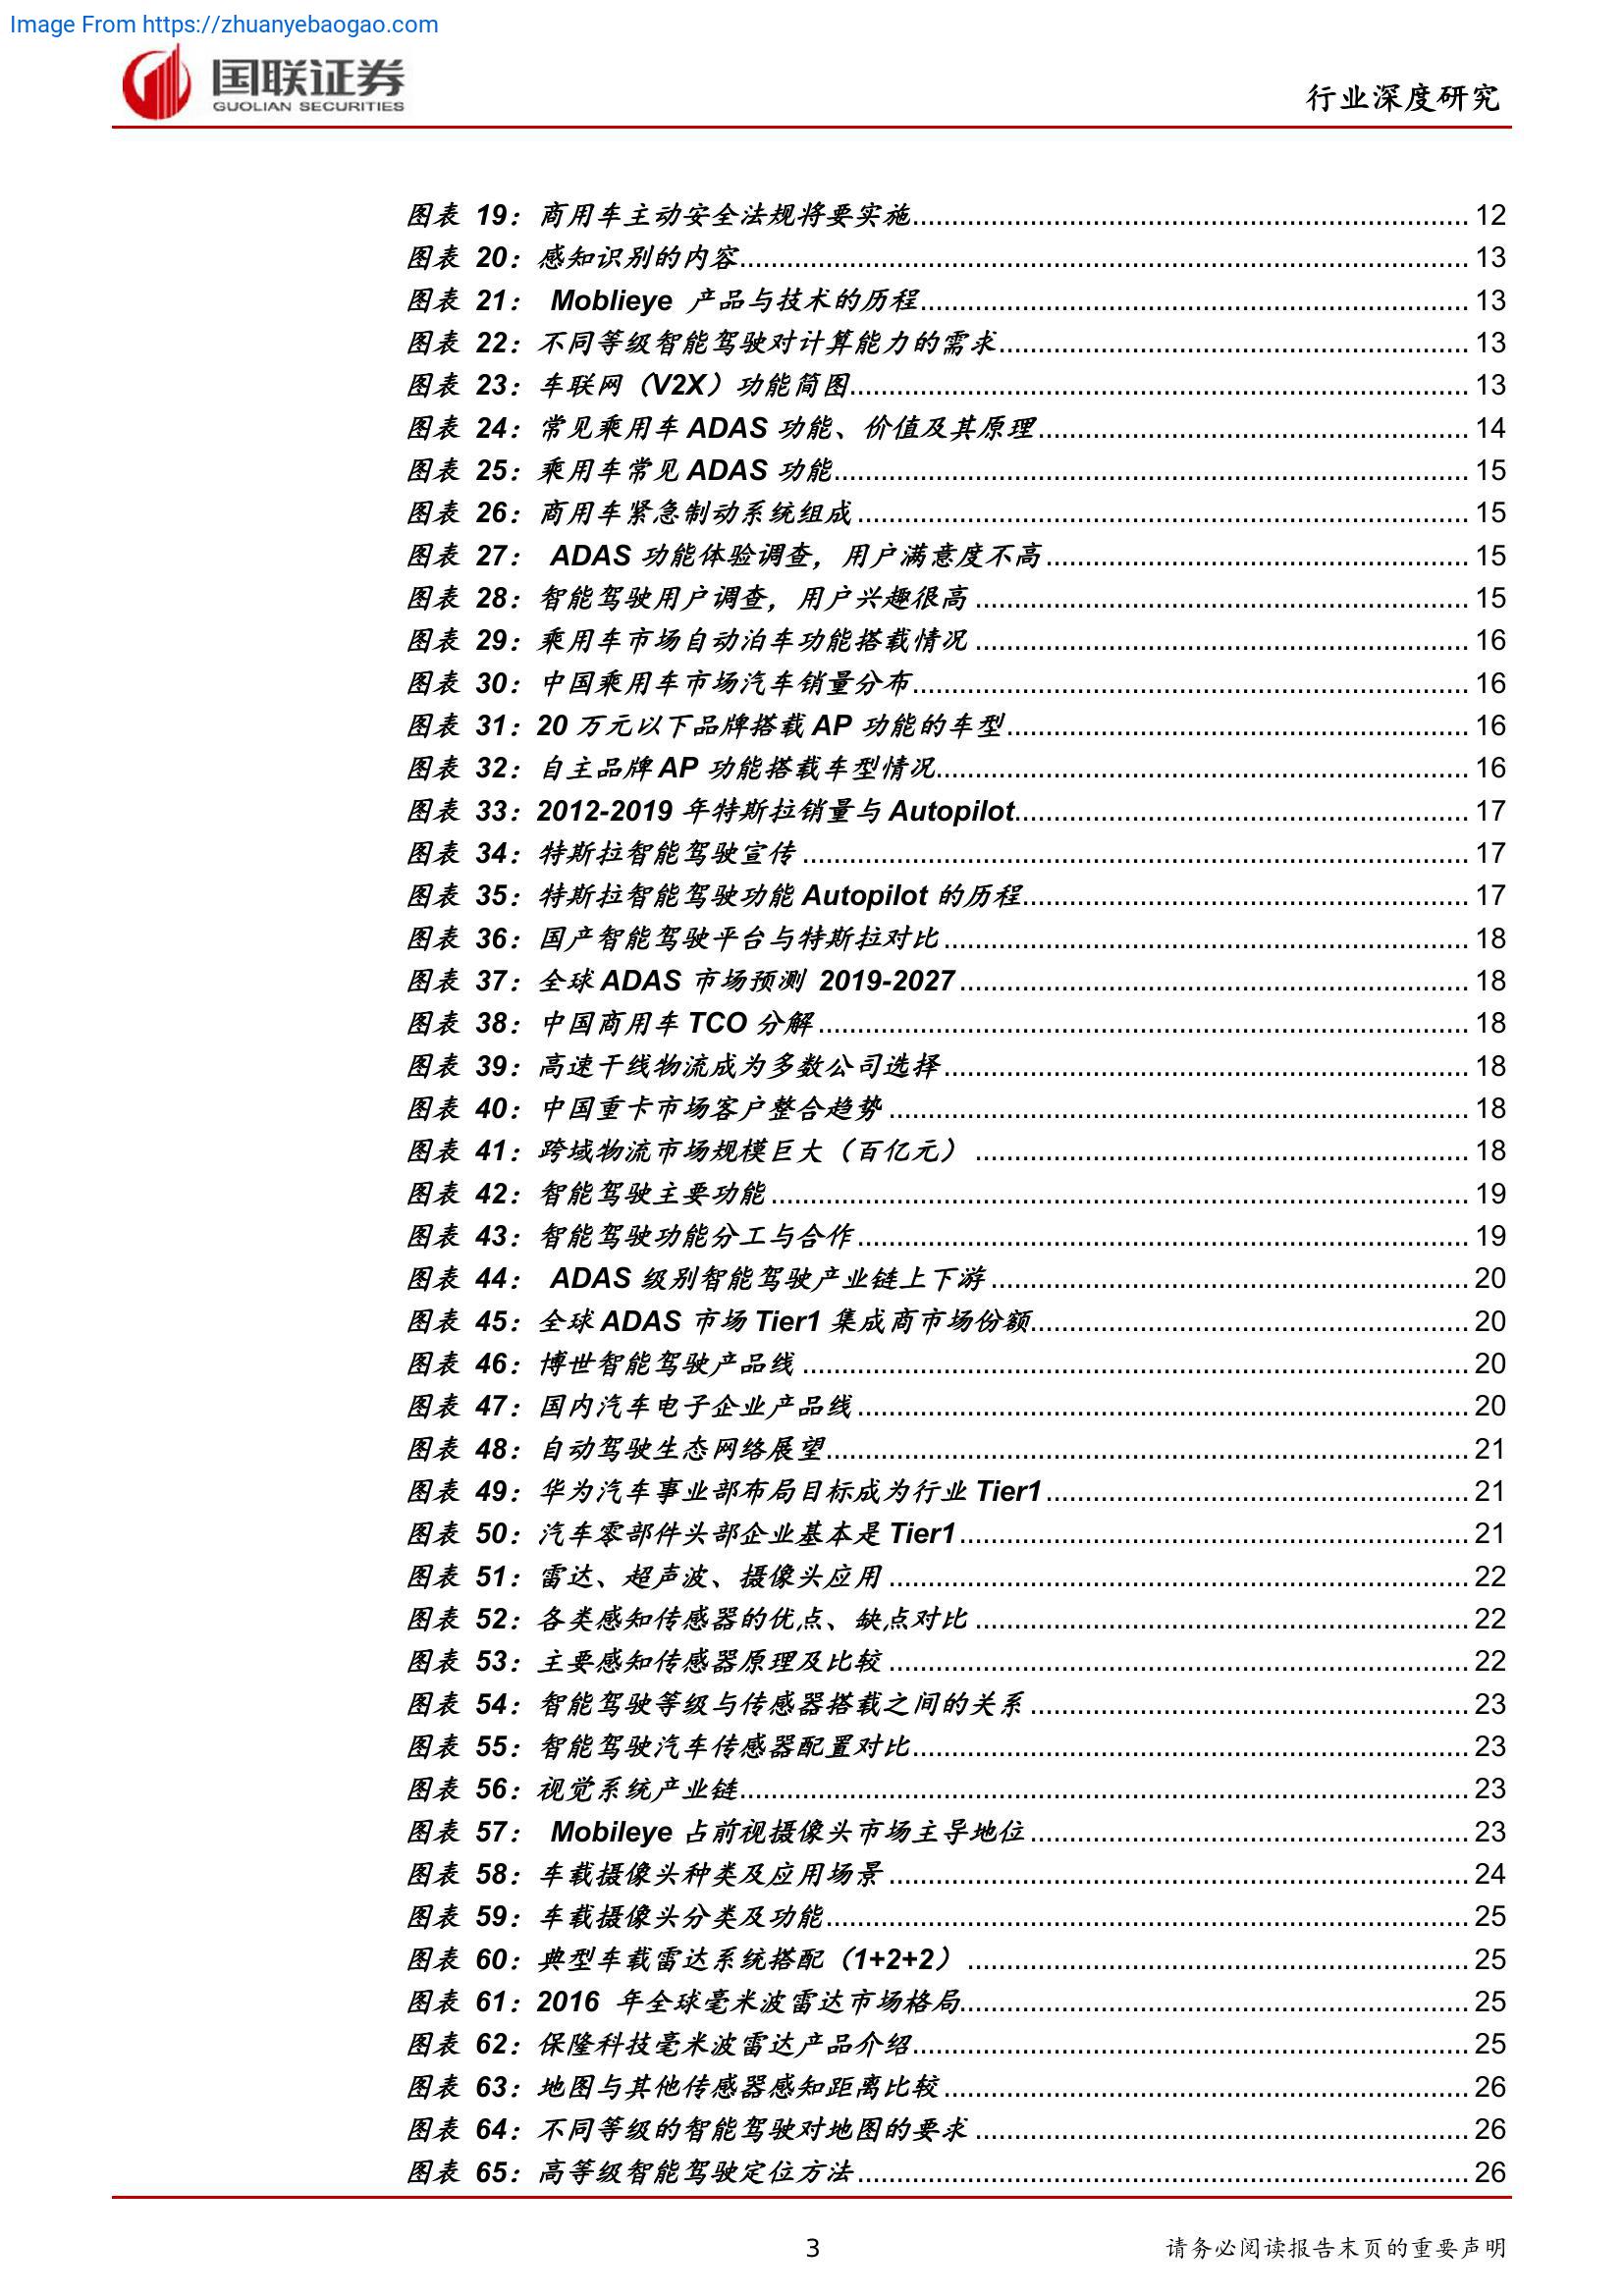 Image From https://zhuanyebaogao.com
国联证券
GUOLIAN SECURITIES
行业深度研究
图表 19：商用车主动安全法规将要实施 12
图表 20：感知识别的内容 13
图表 21： Moblieye 产品与技术的历程 13
图表 22：不同等级智能驾驶对计算能力的需求 13
图表 23：车联网（V2X）功能简图 13
图表 24：常见乘用车 ADAS 功能、价值及其原理 14
图表 25：乘用车常见 ADAS 功能 15
图表 26：商用车紧急制动系统组成 15
图表 27： ADAS 功能体验调查，用户满意度不高 15
图表 28：智能驾驶用户调查，用户兴趣很高 15
图表 29：乘用车市场自动泊车功能搭载情况 16
图表 30：中国乘用车市场汽车销量分布 16
图表 31：20 万元以下品牌搭载 AP 功能的车型 16
图表 32：自主品牌 AP 功能搭载车型情况 16
图表 33：2012-2019 年特斯拉销量与 Autopilot 17
图表 34：特斯拉智能驾驶宣传 17
图表 35：特斯拉智能驾驶功能 Autopilot 的历程 17
图表 36：国产智能驾驶平台与特斯拉对比 18
图表 37：全球 ADAS 市场预测 2019-2027 18
图表 38：中国商用车 TCO 分解 18
图表 39：高速干线物流成为多数公司选择 18
图表 40：中国重卡市场客户整合趋势 18
图表 41：跨域物流市场规模巨大（百亿元） 18
图表 42：智能驾驶主要功能 19
图表 43：智能驾驶功能分工与合作 19
图表 44： ADAS 级别智能驾驶产业链上下游 20
图表 45：全球 ADAS 市场 Tier1 集成商市场份额 20
图表 46：博世智能驾驶产品线 20
图表 47：国内汽车电子企业产品线 20
图表 48：自动驾驶生态网络展望 21
图表 49：华为汽车事业部布局目标成为行业 Tier1 21
图表 50：汽车零部件头部企业基本是 Tier1 21
图表 51：雷达、超声波、摄像头应用 22
图表 52：各类感知传感器的优点、缺点对比 22
图表 53：主要感知传感器原理及比较 22
图表 54：智能驾驶等级与传感器搭载之间的关系 23
图表 55：智能驾驶汽车传感器配置对比 23
图表 56：视觉系统产业链 23
图表 57： Mobileye 占前视摄像头市场主导地位 23
图表 58：车载摄像头种类及应用场景 24
图表 59：车载摄像头分类及功能 25
图表 60：典型车载雷达系统搭配（1+2+2） 25
图表 61：2016 年全球毫米波雷达市场格局 25
图表 62：保隆科技毫米波雷达产品介绍 25
图表 63：地图与其他传感器感知距离比较 26
图表 64：不同等级的智能驾驶对地图的要求 26
图表 65：高等级智能驾驶定位方法 26
3
请务必阅读报告末页的重要声明